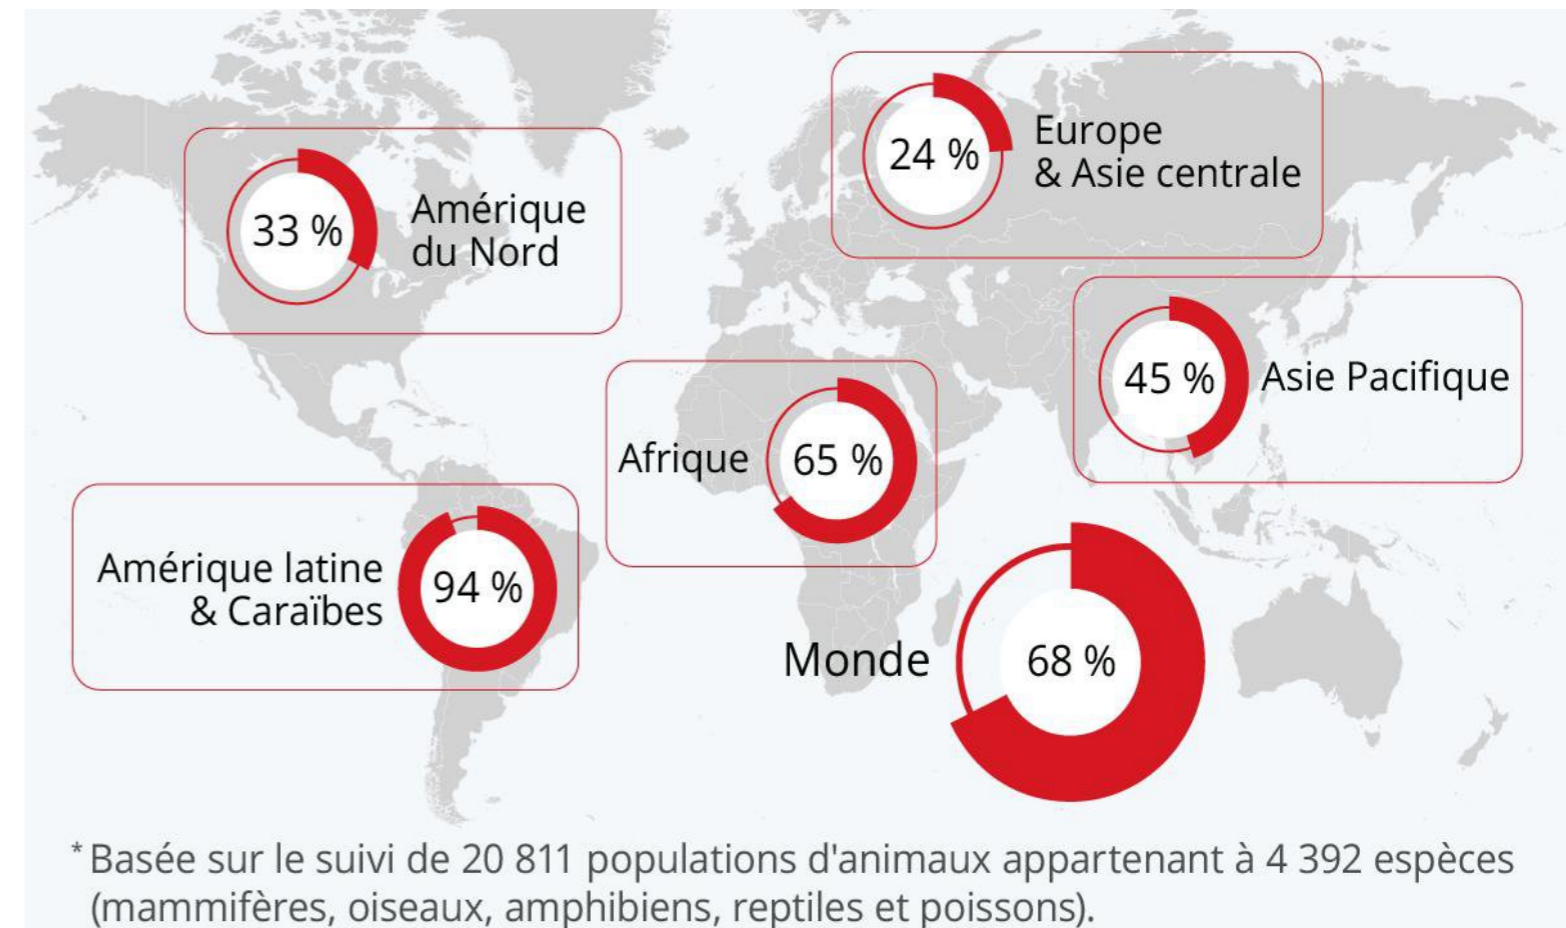 24 %
Europe
& Asie centrale
33 %
Amérique
du Nord
45 %
Asie Pacifique
Afrique
65 %
Amérique latine
& Caraïbes
94 %
Monde
68 %
* Basée sur le suivi de 20 811 populations d'animaux appartenant à 4 392 espèces
(mammifères, oiseaux, amphibiens, reptiles et poissons).